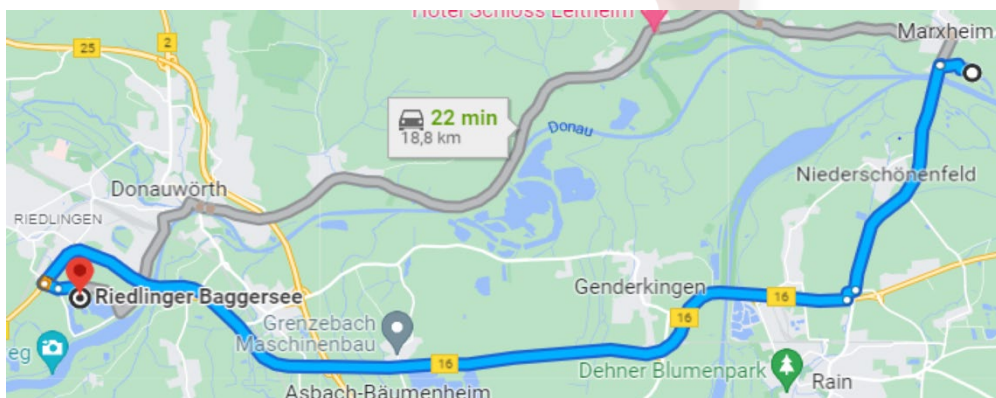 Hotel Schloss Leitheim
Marxheim
25
2
22 min
18,8 km
Donau
Donauwörth
Niederschönenfeld
RIEDLINGEN
Riedlinger Baggersee
Genderkingen
16
Grenzebach
Maschinenbau
16
eg
16
Dehner Blumenpark
Rain
Asbach-Bäumenheim